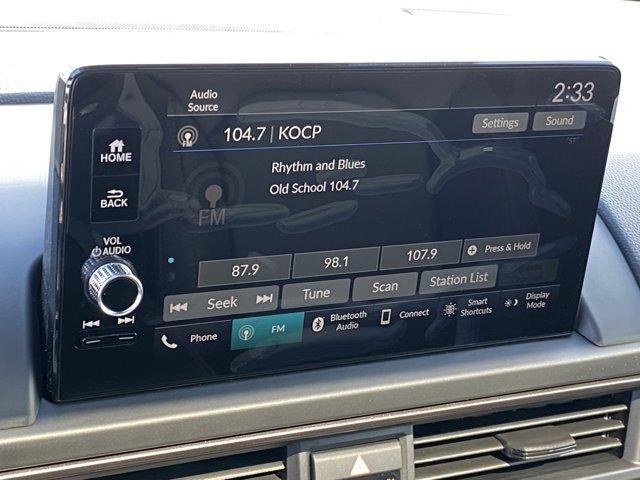 Audio
Source
2:33
FM
104.7 | KOCP
Settings
Sound
"ST"
HOME
BACK
Rhythm and Blues
Old School 104.7
FM
VOL
AUDIO
87.9
98.1
107.9
Press & Hold
Seek
Tune
Scan
Station List
Phone
FM
Bluetooth
Audio
Connect
Smart
Shortcuts
Display
Mode